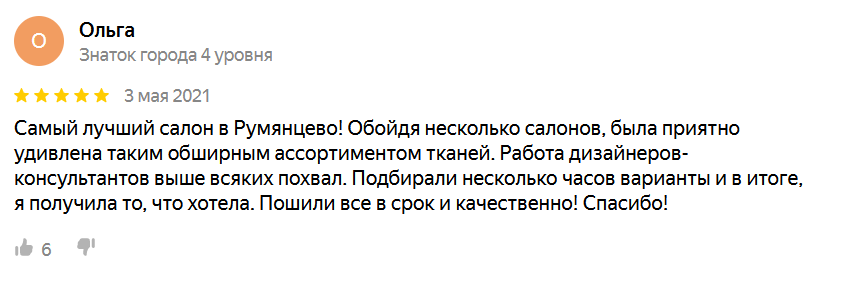 О
Ольга
Знаток города 4 уровня
3 мая 2021
Самый лучший салон в Румянцево! Обойдя несколько салонов, была приятно
удивлена таким обширным ассортиментом тканей. Работа дизайнеров-
консультантов выше всяких похвал. Подбирали несколько часов варианты и в итоге,
я получила то, что хотела. Пошили все в срок и качественно! Спасибо!
6